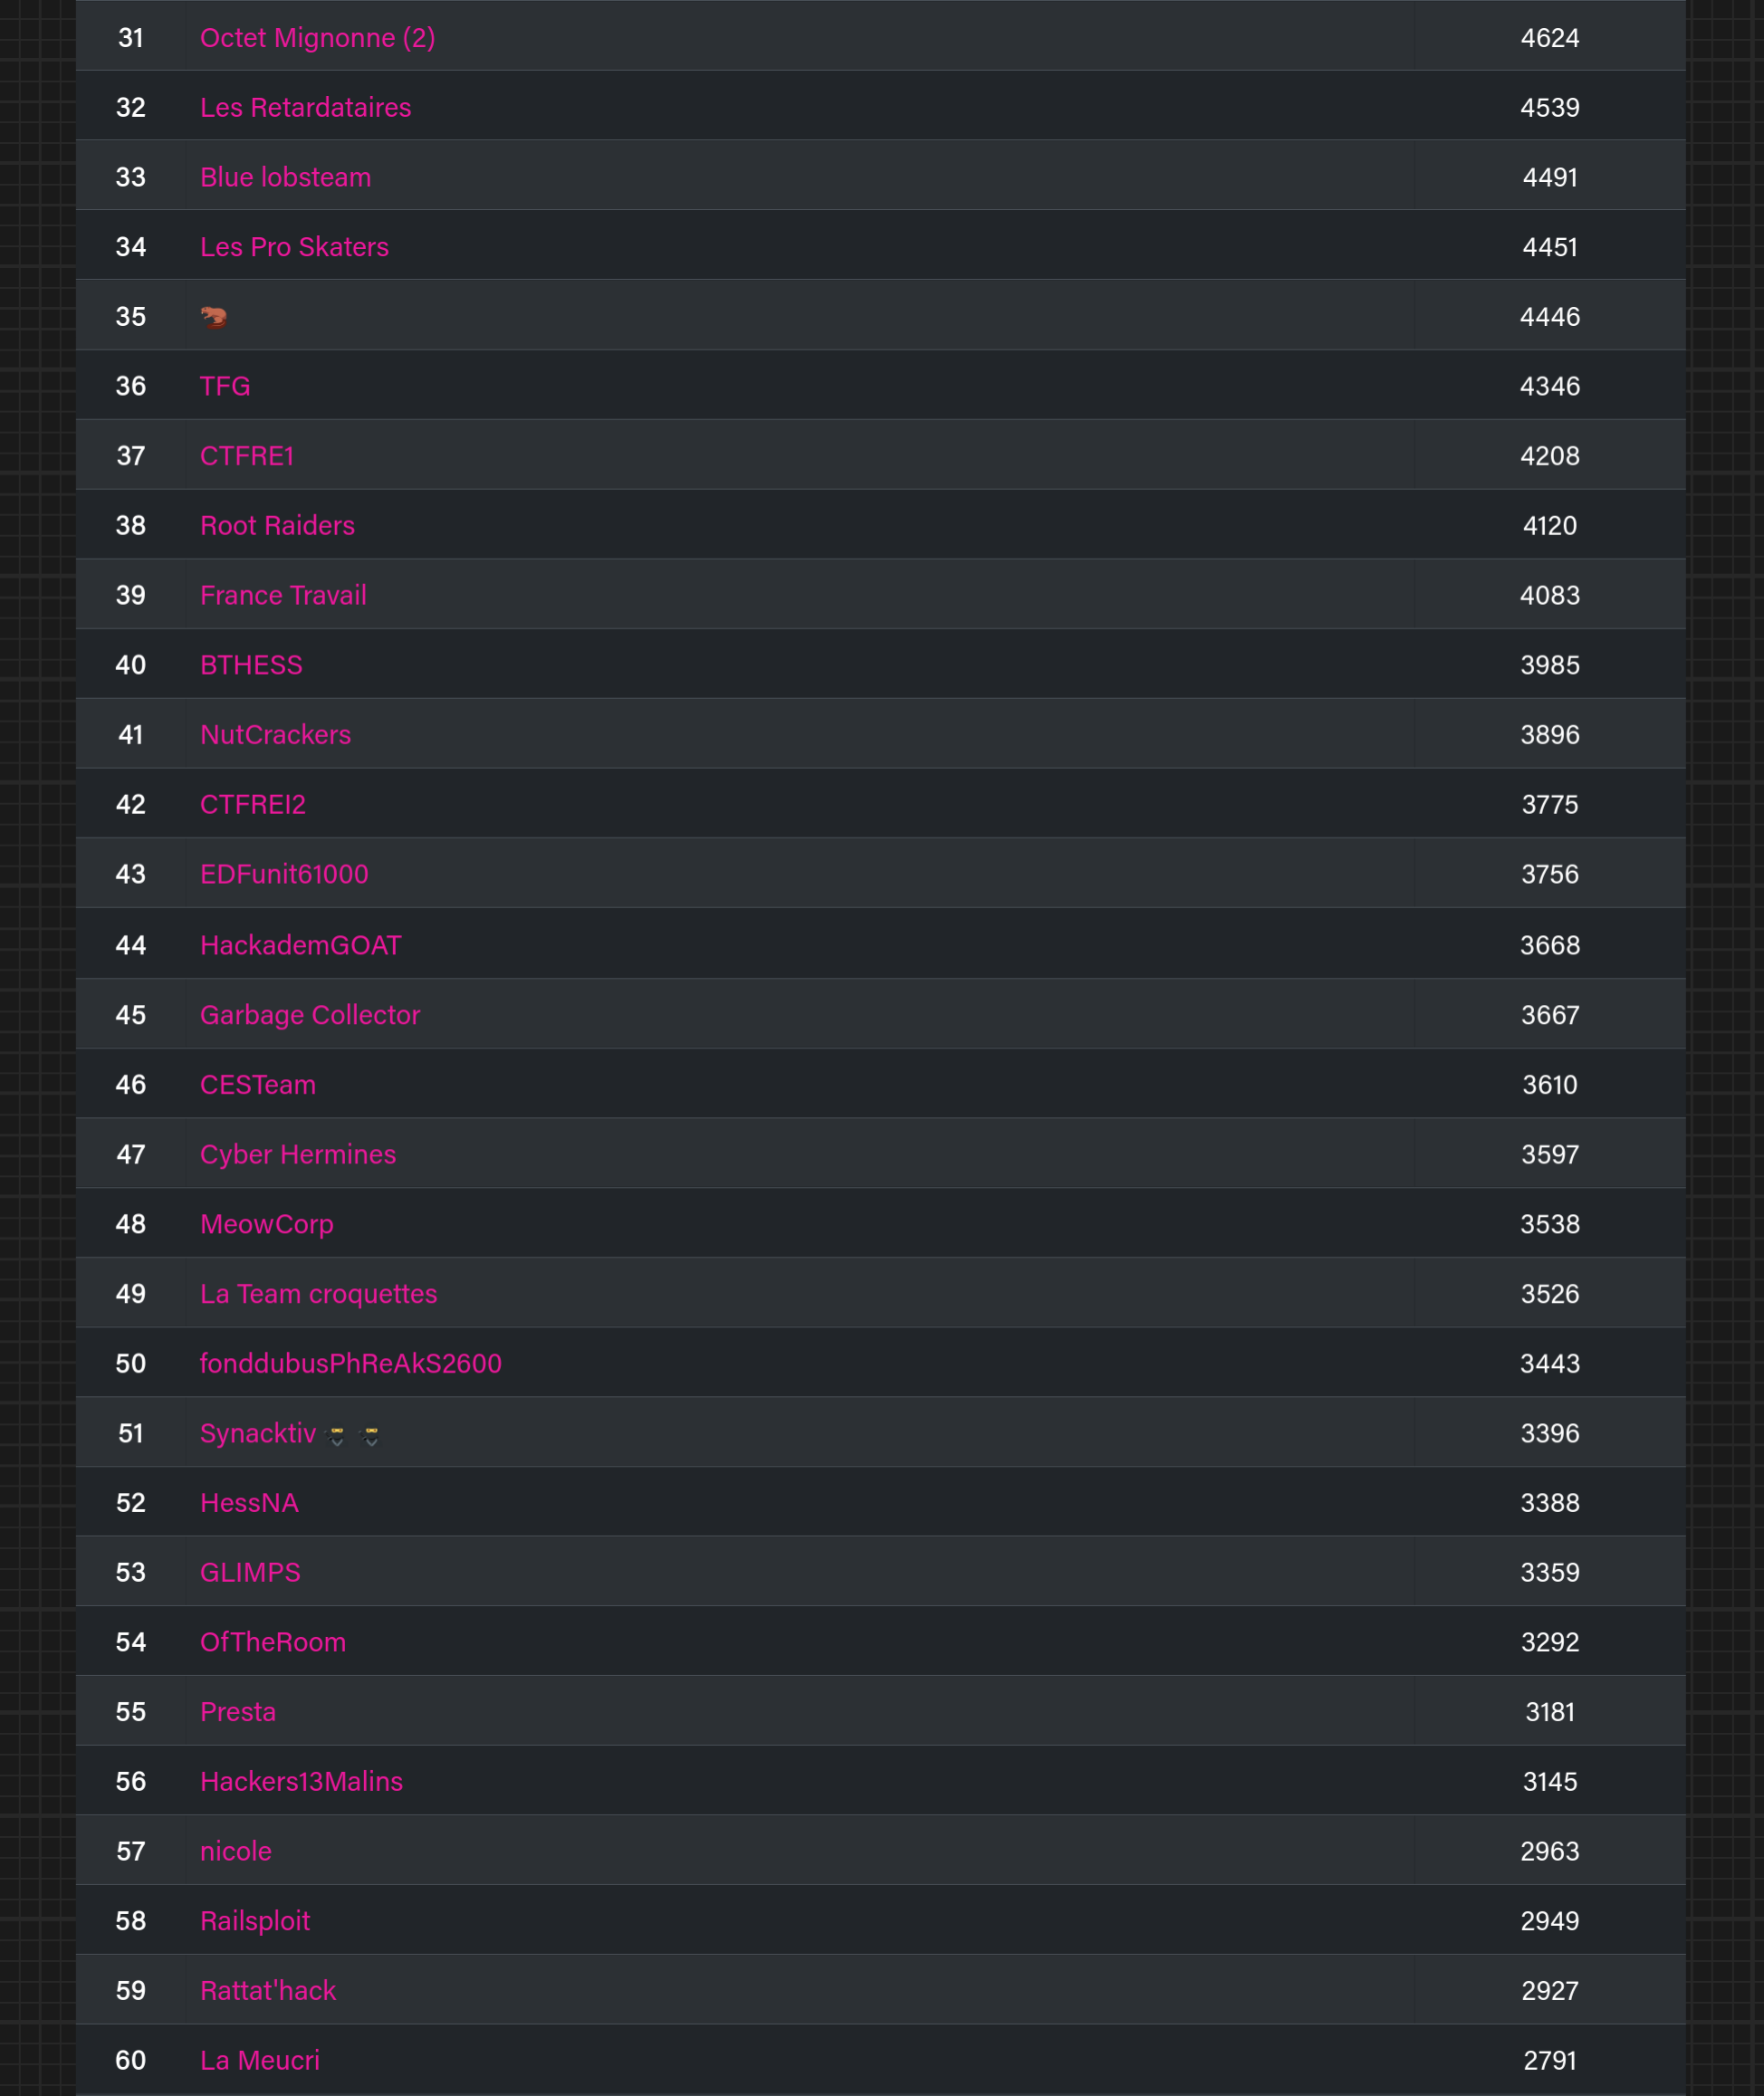 31 Octet Mignonne (2) 4624
32 Les Retardataires 4539
33 Blue lobsteam 4491
34 Les Pro Skaters 4451
35 🦫 4446
36 TFG 4346
37 CTFRE1 4208
38 Root Raiders 4120
39 France Travail 4083
40 BTHESS 3985
41 NutCrackers 3896
42 CTFREI2 3775
43 EDFunit61000 3756
44 HackademGOAT 3668
45 Garbage Collector 3667
46 CESTeam 3610
47 Cyber Hermines 3597
48 MeowCorp 3538
49 La Team croquettes 3526
50 fonddubusPhReAkS2600 3443
51 Synacktiv 3396
52 HessNA 3388
53 GLIMPS 3359
54 OfTheRoom 3292
55 Presta 3181
56 Hackers13Malins 3145
57 nicole 2963
58 Railsploit 2949
59 Rattat'hack 2927
60 La Meucri 2791